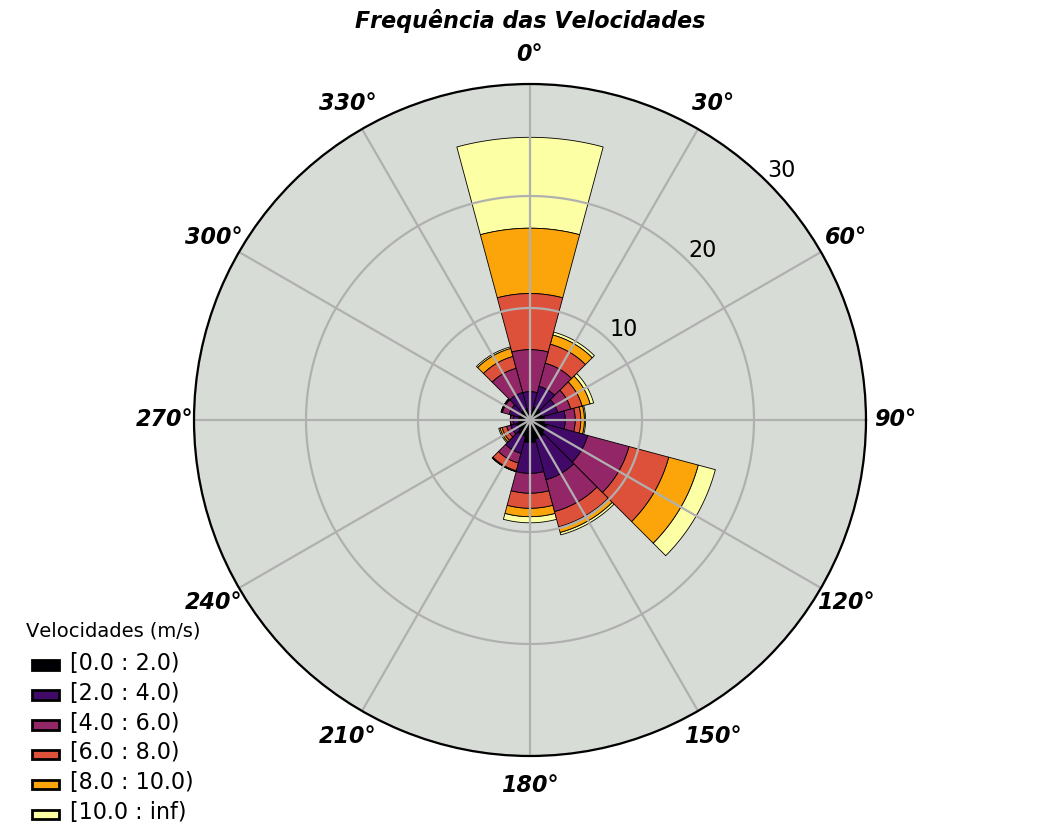 Frequência das Velocidades
0°
330°
30°
30
300°
60°
20
10
270°
90°
240°
120°
210°
150°
180°
Velocidades (m/s)
[0.0 : 2.0)
[2.0 : 4.0)
[4.0 : 6.0)
[6.0 : 8.0)
[8.0 : 10.0)
[10.0 : inf)